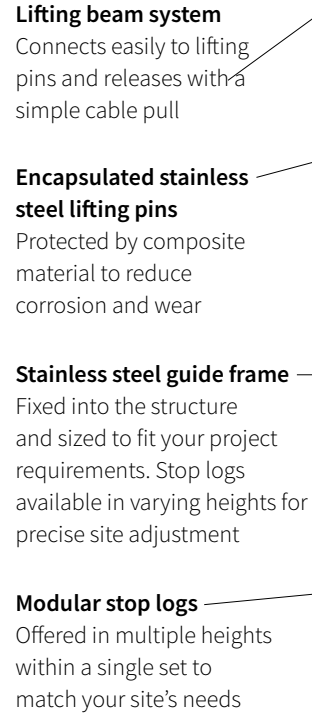 Lifting beam system
Connects easily to lifting
pins and releases with a
simple cable pull
Encapsulated stainless
steel lifting pins
Protected by composite
material to reduce
corrosion and wear
Stainless steel guide frame
Fixed into the structure
and sized to fit your project
requirements. Stop logs
available in varying heights for
precise site adjustment
Modular stop logs
Offered in multiple heights
within a single set to
match your site’s needs